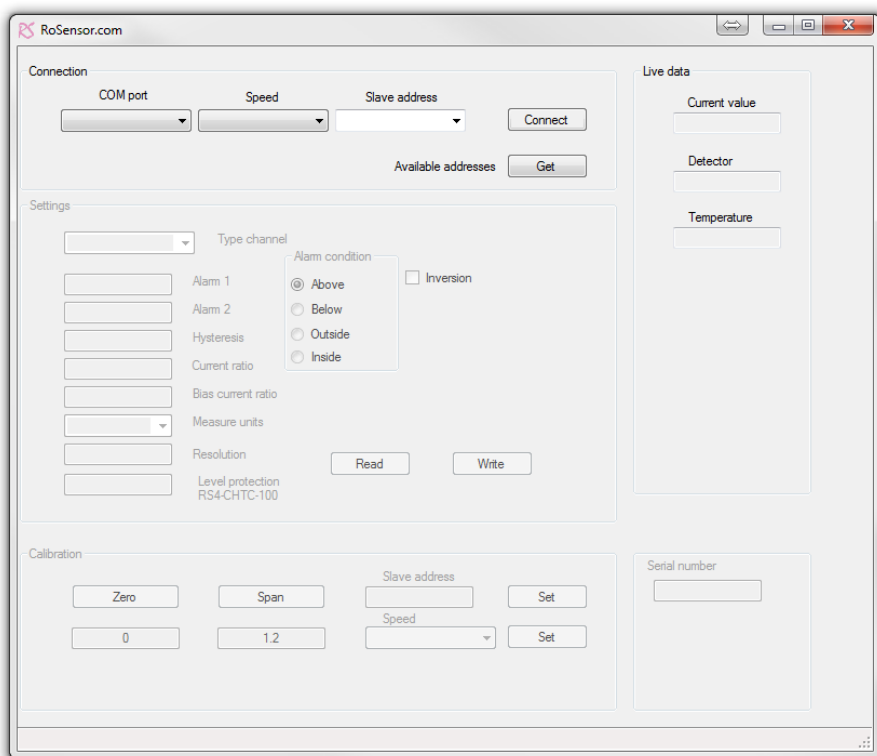 RoSensor.com
Connection
COM port Speed Slave address
Connect
Available addresses Get
Live data
Current value
Detector
Temperature
Settings
Type channel
Alarm 1
Alarm 2
Hysteresis
Current ratio
Bias current ratio
Measure units
Resolution
Level protection
RS4-CHTC-100
Alarm condition
Above
Below
Outside
Inside
Inversion
Read Write
Calibration
Zero Span
0 1.2
Slave address
Set
Speed
Set
Serial number